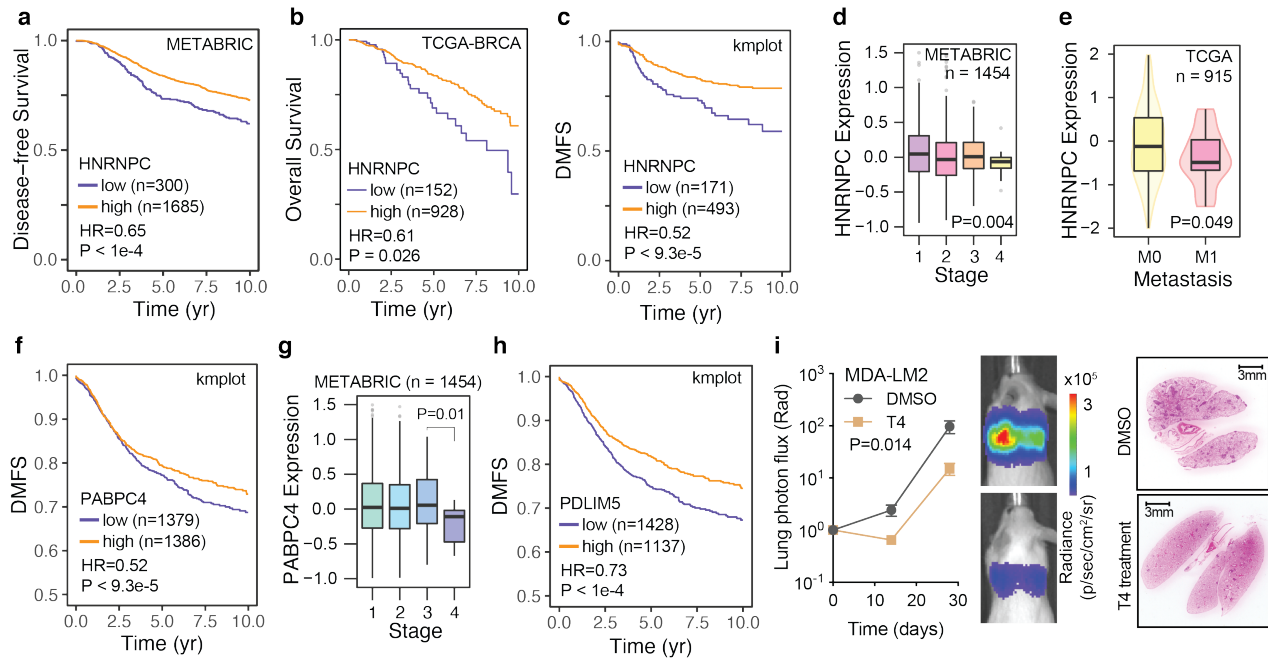 a
METABRIC
1.0
0.5
0.0
Disease-free Survival
HNRNPC
low (n=300)
high (n=1685)
HR=0.65
P < 1e-4
0.0 2.5 5.0 7.5 10.0
Time (yr)
b
TCGA-BRCA
1.0
0.5
0.0
Overall Survival
HNRNPC
low (n=152)
high (n=928)
HR=0.61
P = 0.026
0.0 2.5 5.0 7.5 10.0
Time (yr)
c
kmplot
1.0
0.5
0.0
DMFS
HNRNPC
low (n=171)
high (n=493)
HR=0.52
P < 9.3e-5
0.0 2.5 5.0 7.5 10.0
Time (yr)
d
METABRIC
n = 1454
1.5
1.0
0.5
0.0
-0.5
-1.0
HNRNPC Expression
P=0.004
1 2 3 4
Stage
e
TCGA
n = 915
2
1
0
-1
-2
HNRNPC Expression
P=0.049
M0 M1
Metastasis
f
kmplot
1.0
0.9
0.8
0.7
0.6
0.5
DMFS
PABPC4
low (n=1379)
high (n=1386)
HR=0.52
P < 9.3e-5
0.0 2.5 5.0 7.5 10.0
Time (yr)
g
METABRIC (n = 1454)
1.5
1.0
0.5
0.0
-0.5
-1.0
PABPC4 Expression
P=0.01
1 2 3 4
Stage
h
kmplot
1.0
0.9
0.8
0.7
0.6
0.5
DMFS
PDLIM5
low (n=1428)
high (n=1137)
HR=0.73
P < 1e-4
0.0 2.5 5.0 7.5 10.0
Time (yr)
i
MDA-LM2
DMSO
T4
P=0.014
10³
10²
10¹
10⁰
10⁻¹
Lung photon flux (Rad)
0 10 20 30
Time (days)
x10⁵
3
1
Radiance
(p/sec/cm²/sr)
DMSO
3mm
T4 treatment
3mm